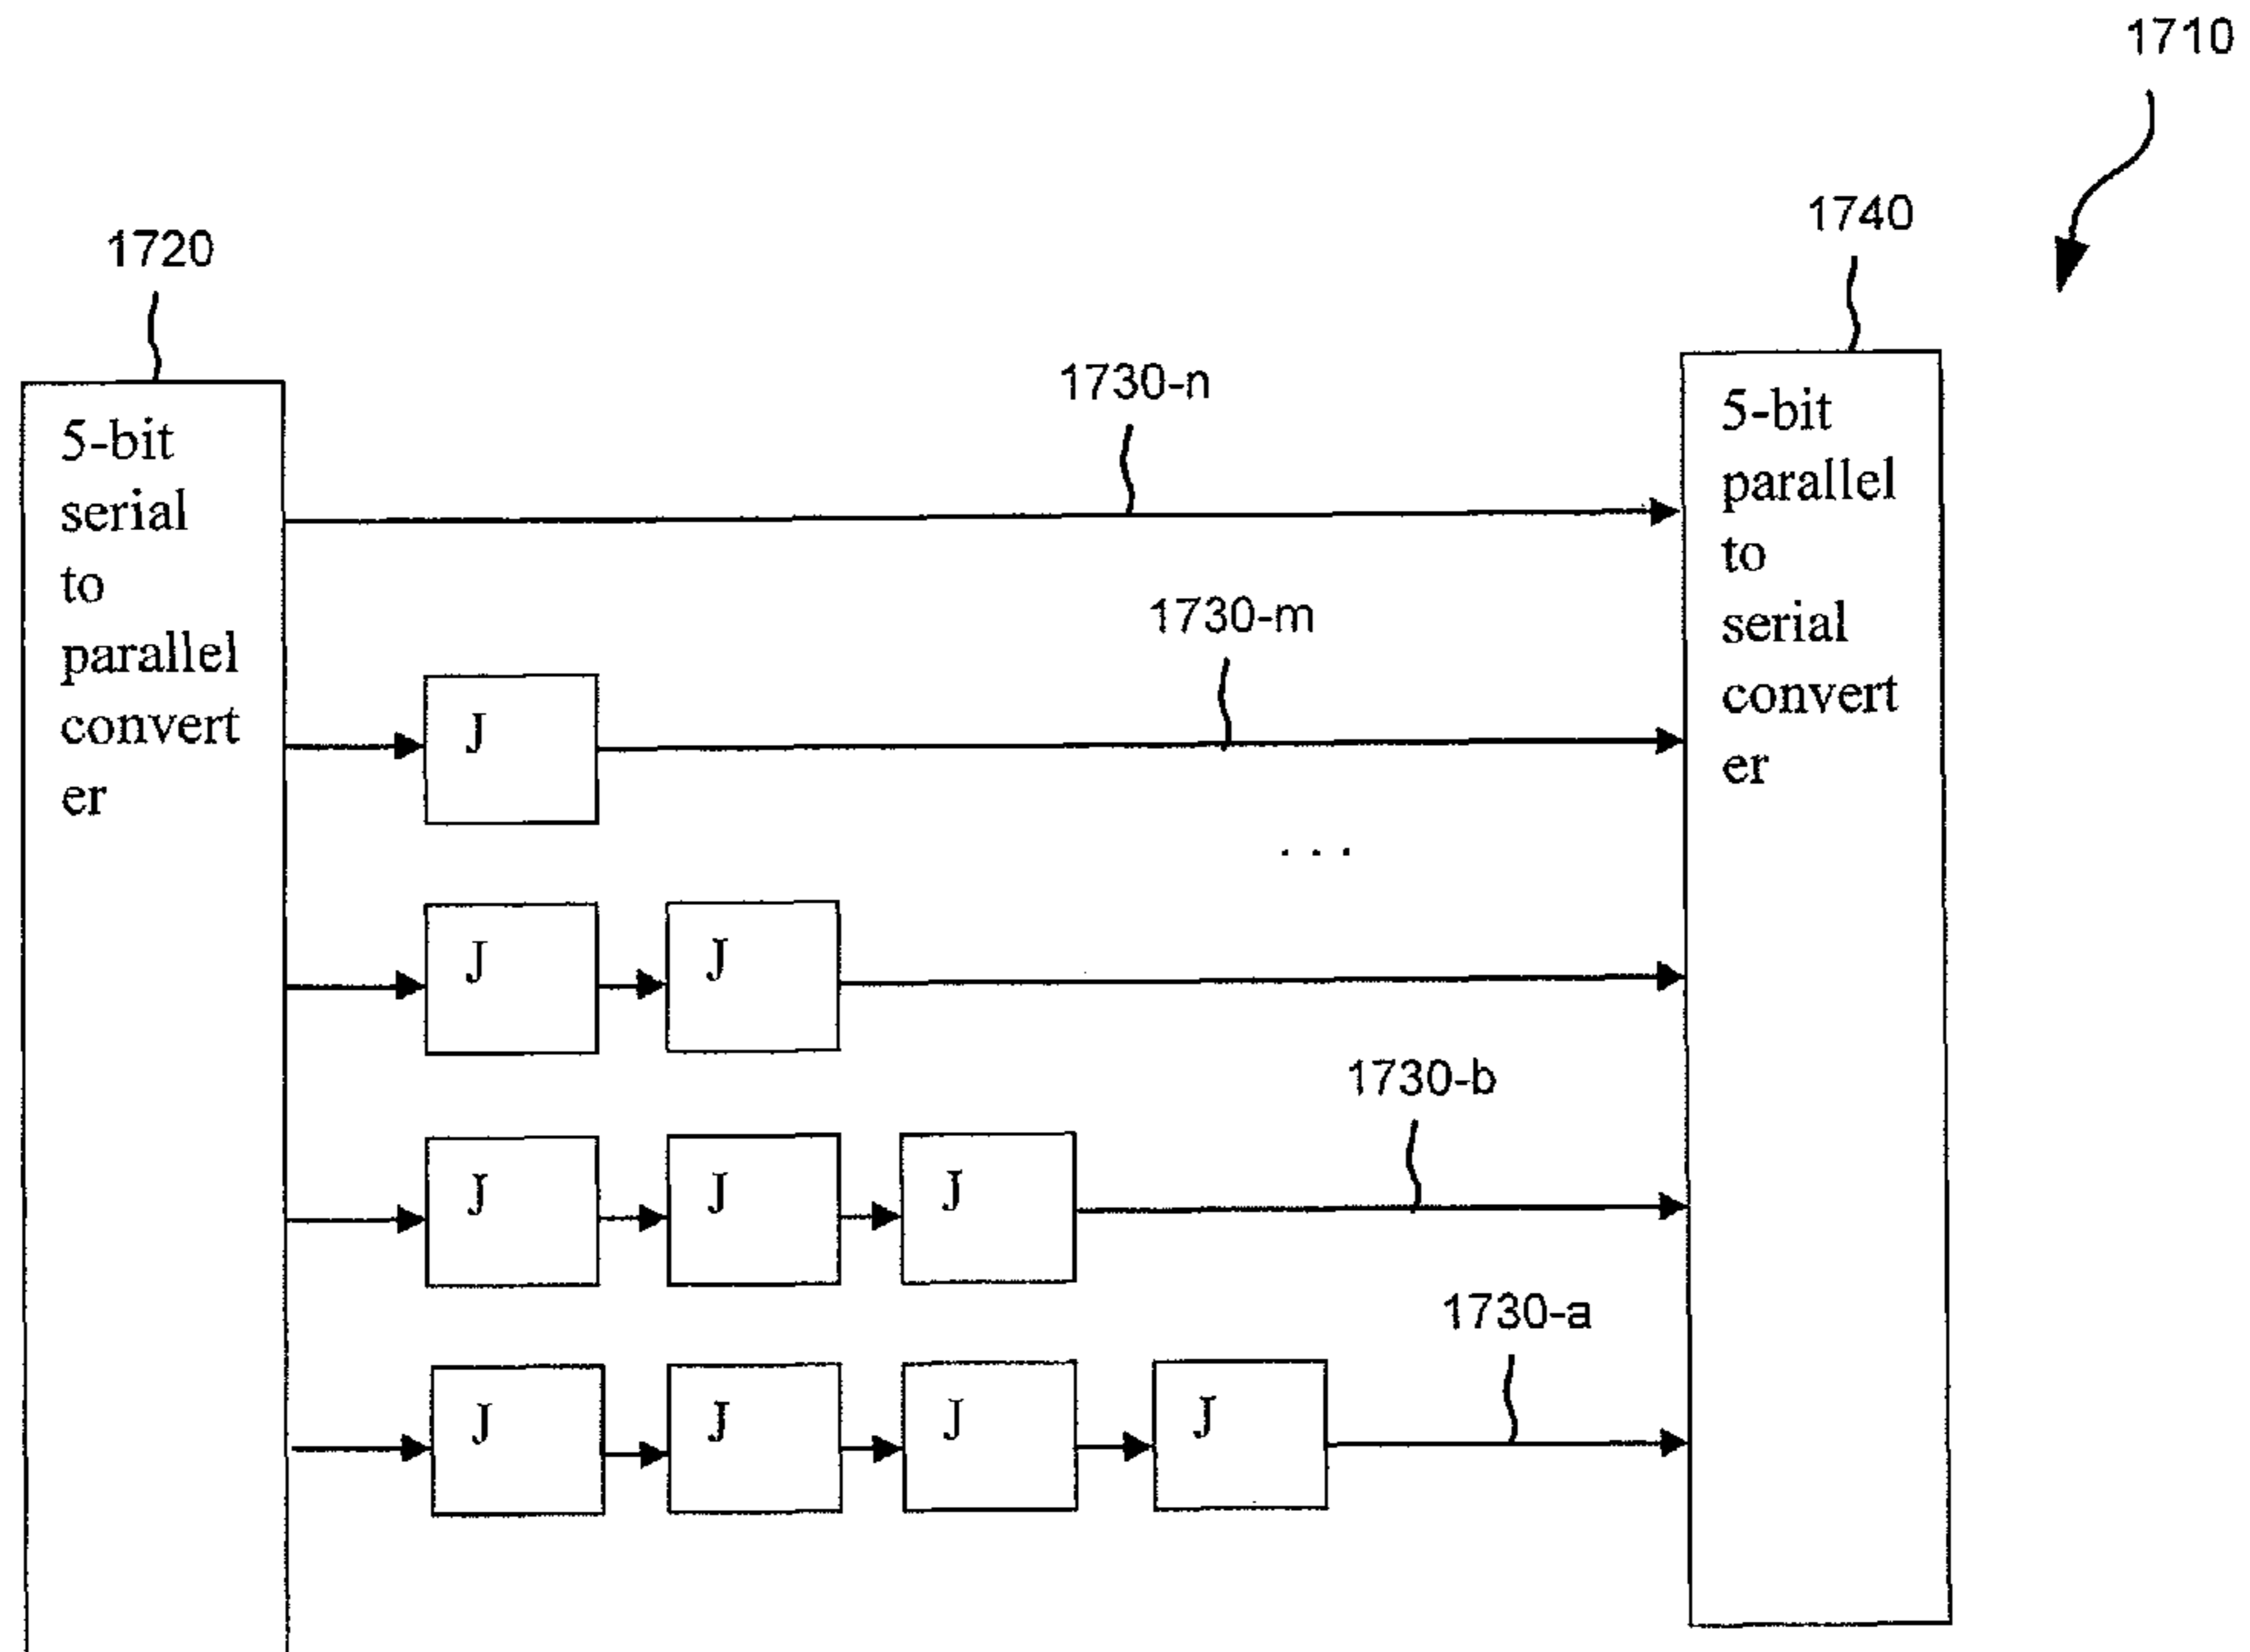 1710
1740
1720
1730-n
5-bit
serial
to
parallel
convert
er
5-bit
parallel
to
serial
convert
er
1730-m
J
. . .
J J
1730-b
J J J
1730-a
J J J J